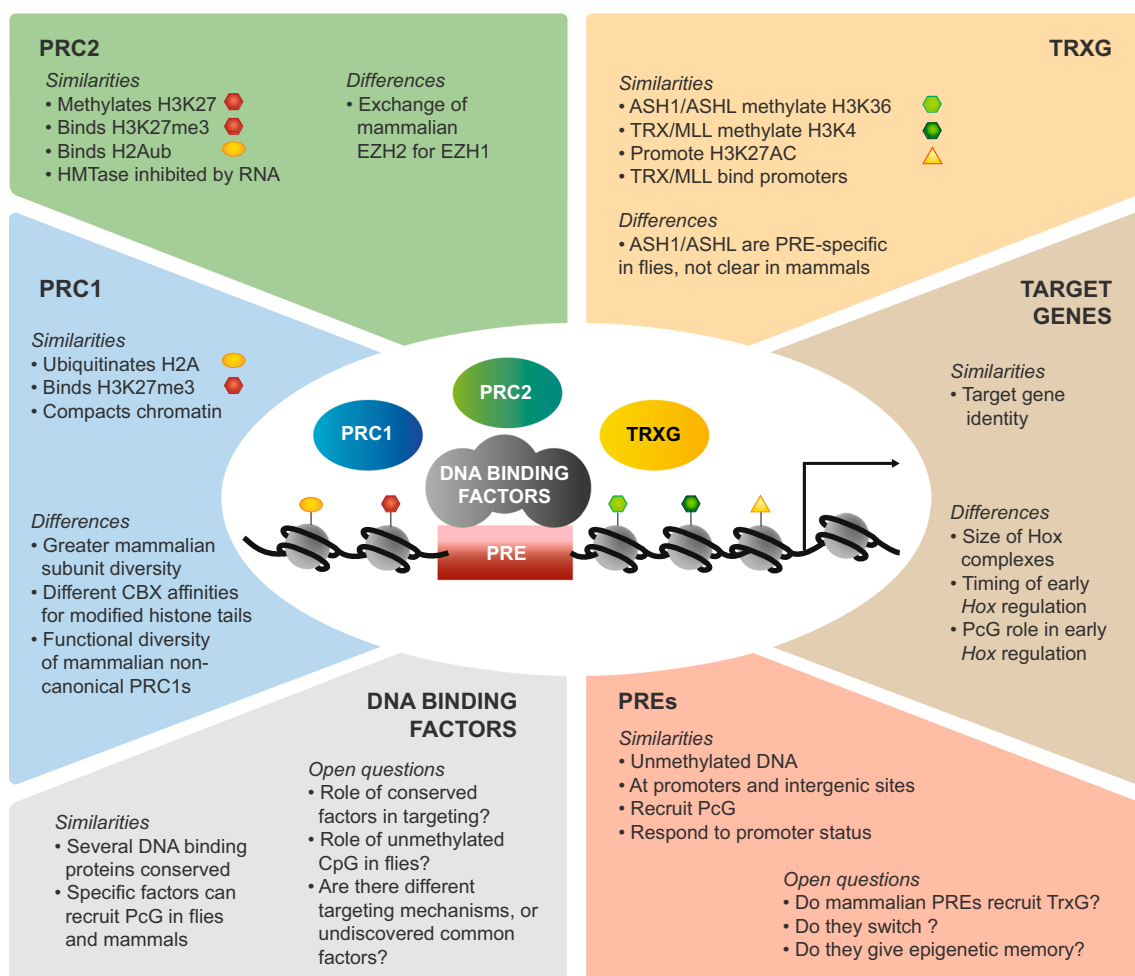 PRC2
Similarities
• Methylates H3K27
• Binds H3K27me3
• Binds H2Aub
• HMTase inhibited by RNA
Differences
• Exchange of
mammalian
EZH2 for EZH1
TRXG
Similarities
• ASH1/ASHL methylate H3K36
• TRX/MLL methylate H3K4
• Promote H3K27AC
• TRX/MLL bind promoters
Differences
• ASH1/ASHL are PRE-specific
in flies, not clear in mammals
PRC1
Similarities
• Ubiquitinates H2A
• Binds H3K27me3
• Compacts chromatin
Differences
• Greater mammalian
subunit diversity
• Different CBX affinities
for modified histone tails
• Functional diversity
of mammalian non-
canonical PRC1s
PRC2
PRC1
TRXG
DNA BINDING
FACTORS
PRE
TARGET
GENES
Similarities
• Target gene
identity
Differences
• Size of Hox
complexes
• Timing of early
Hox regulation
• PcG role in early
Hox regulation
DNA BINDING
FACTORS
Similarities
• Several DNA binding
proteins conserved
• Specific factors can
recruit PcG in flies
and mammals
Open questions
• Role of conserved
factors in targeting?
• Role of unmethylated
CpG in flies?
• Are there different
targeting mechanisms, or
undiscovered common
factors?
PREs
Similarities
• Unmethylated DNA
• At promoters and intergenic sites
• Recruit PcG
• Respond to promoter status
Open questions
• Do mammalian PREs recruit TrxG?
• Do they switch ?
• Do they give epigenetic memory?